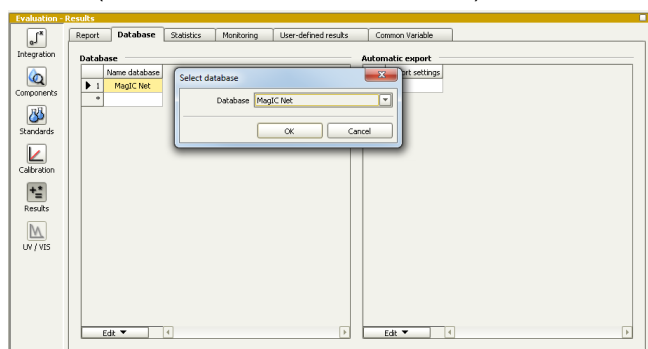 Evaluation - Results
Report Database Statistics Monitoring User-defined results Common Variable
Integration
Components
Standards
Calibration
Results
UV / VIS
Database
Name database
1 MagIC Net
*
Edit
Select database
Database MagIC Net
OK Cancel
Automatic export
rt settings
Edit